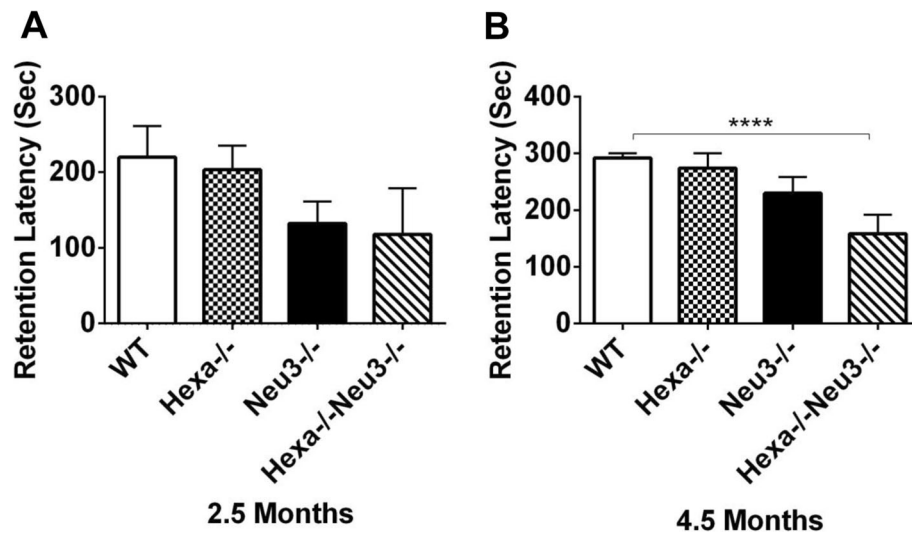 A
Retention Latency (Sec)
300
200
100
0
WT
Hexa-/-
Neu3-/-
Hexa-/-Neu3-/-
2.5 Months
B
Retention Latency (Sec)
400
300
200
100
0
****
WT
Hexa-/-
Neu3-/-
Hexa-/-Neu3-/-
4.5 Months